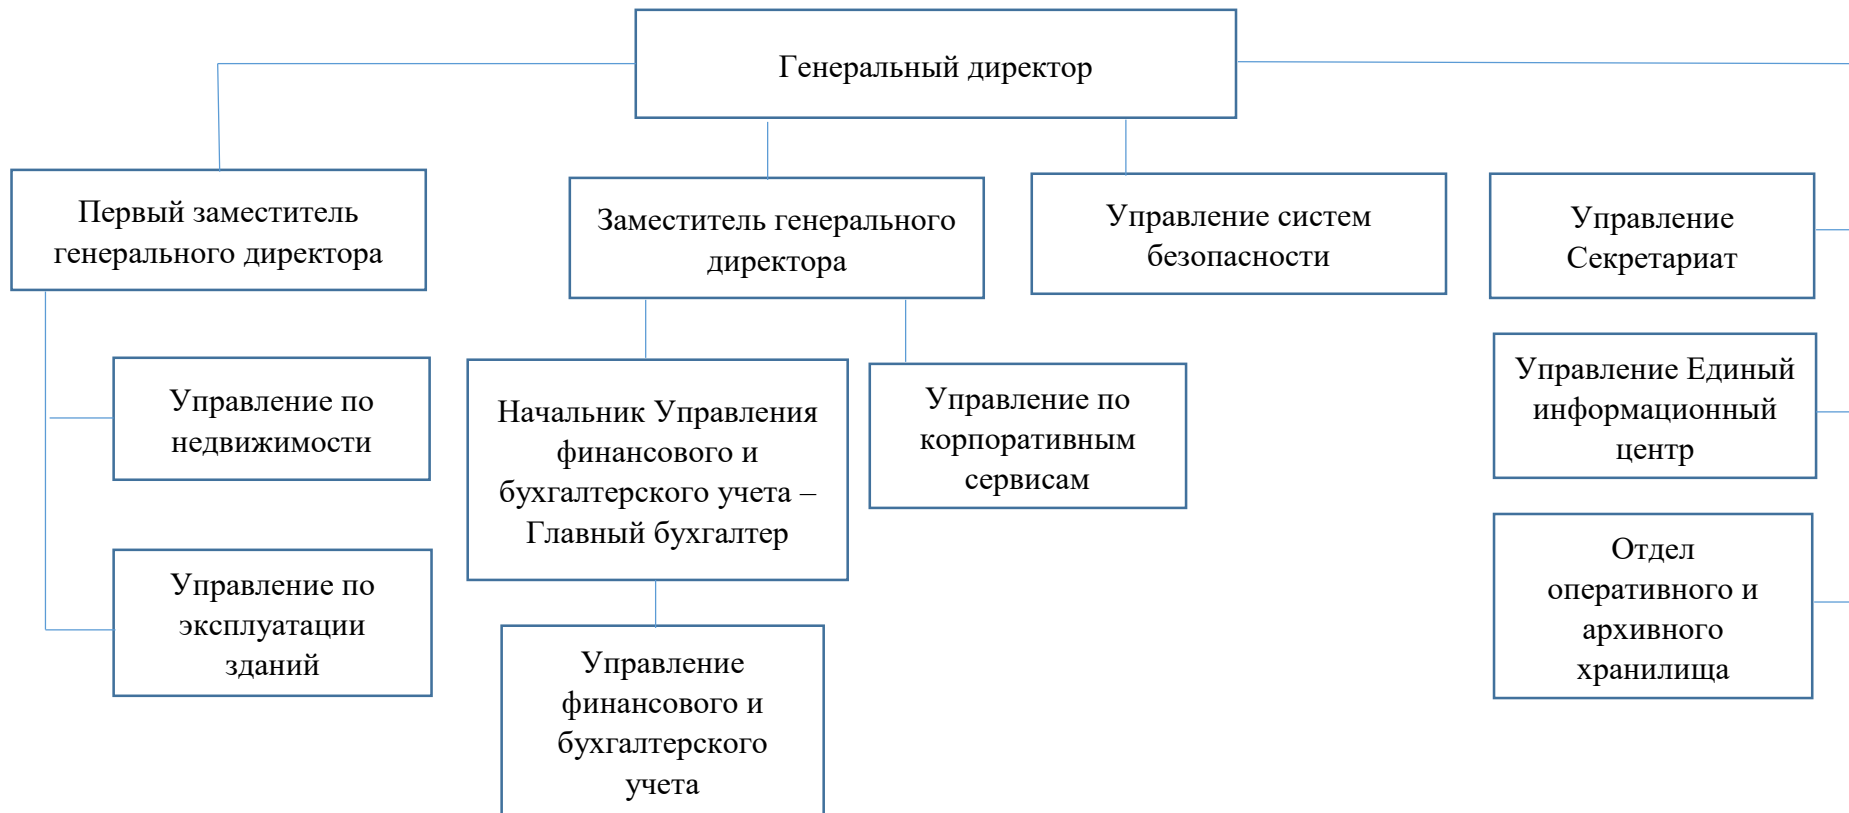 Генеральный директор
Первый заместитель
генерального директора
Заместитель генерального
директора
Управление систем
безопасности
Управление
Секретариат
Управление по
недвижимости
Начальник Управления
финансового и
бухгалтерского учета –
Главный бухгалтер
Управление по
корпоративным
сервисам
Управление Единый
информационный
центр
Управление по
эксплуатации
зданий
Управление
финансового и
бухгалтерского
учета
Отдел
оперативного и
архивного
хранилища